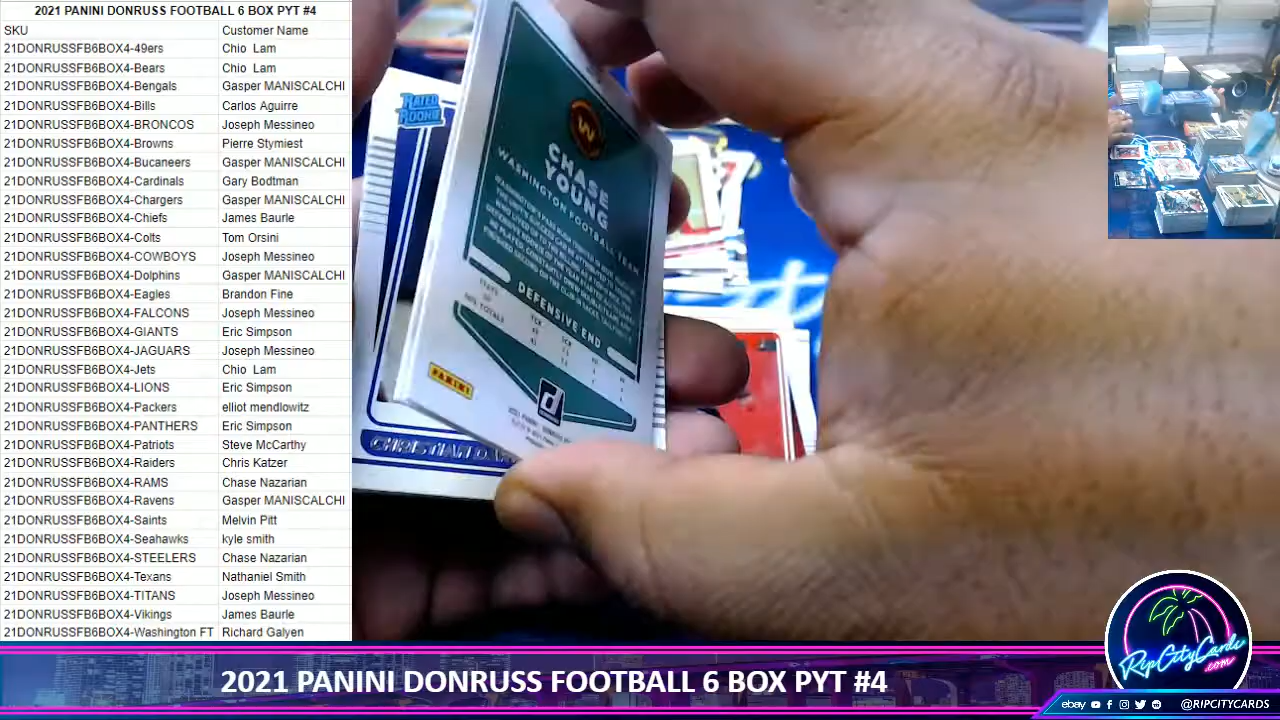 2021 PANINI DONRUSS FOOTBALL 6 BOX PYT #4
SKU Customer Name
21DONRUSSFB6BOX4-49ers Chio Lam
21DONRUSSFB6BOX4-Bears Chio Lam
21DONRUSSFB6BOX4-Bengals Gasper MANISCALCHI
21DONRUSSFB6BOX4-Bills Carlos Aguirre
21DONRUSSFB6BOX4-BRONCOS Joseph Messineo
21DONRUSSFB6BOX4-Browns Pierre Stymiest
21DONRUSSFB6BOX4-Bucaneers Gasper MANISCALCHI
21DONRUSSFB6BOX4-Cardinals Gary Bodtman
21DONRUSSFB6BOX4-Chargers Gasper MANISCALCHI
21DONRUSSFB6BOX4-Chiefs James Baurle
21DONRUSSFB6BOX4-Colts Tom Orsini
21DONRUSSFB6BOX4-COWBOYS Joseph Messineo
21DONRUSSFB6BOX4-Dolphins Gasper MANISCALCHI
21DONRUSSFB6BOX4-Eagles Brandon Fine
21DONRUSSFB6BOX4-FALCONS Joseph Messineo
21DONRUSSFB6BOX4-GIANTS Eric Simpson
21DONRUSSFB6BOX4-JAGUARS Joseph Messineo
21DONRUSSFB6BOX4-Jets Chio Lam
21DONRUSSFB6BOX4-LIONS Eric Simpson
21DONRUSSFB6BOX4-Packers elliot mendlowitz
21DONRUSSFB6BOX4-PANTHERS Eric Simpson
21DONRUSSFB6BOX4-Patriots Steve McCarthy
21DONRUSSFB6BOX4-Raiders Chris Katzer
21DONRUSSFB6BOX4-RAMS Chase Nazarian
21DONRUSSFB6BOX4-Ravens Gasper MANISCALCHI
21DONRUSSFB6BOX4-Saints Melvin Pitt
21DONRUSSFB6BOX4-Seahawks kyle smith
21DONRUSSFB6BOX4-STEELERS Chase Nazarian
21DONRUSSFB6BOX4-Texans Nathaniel Smith
21DONRUSSFB6BOX4-TITANS Joseph Messineo
21DONRUSSFB6BOX4-Vikings James Baurle
21DONRUSSFB6BOX4-Washington FT Richard Galyen
RATED
ROOKIE
CHASE
YOUNG
WASHINGTON FOOTBALL TEAM
DEFENSIVE END
PANINI
CHRISTIAN
RipCityCards
.com
2021 PANINI DONRUSS FOOTBALL 6 BOX PYT #4
ebay @RIPCITYCARDS